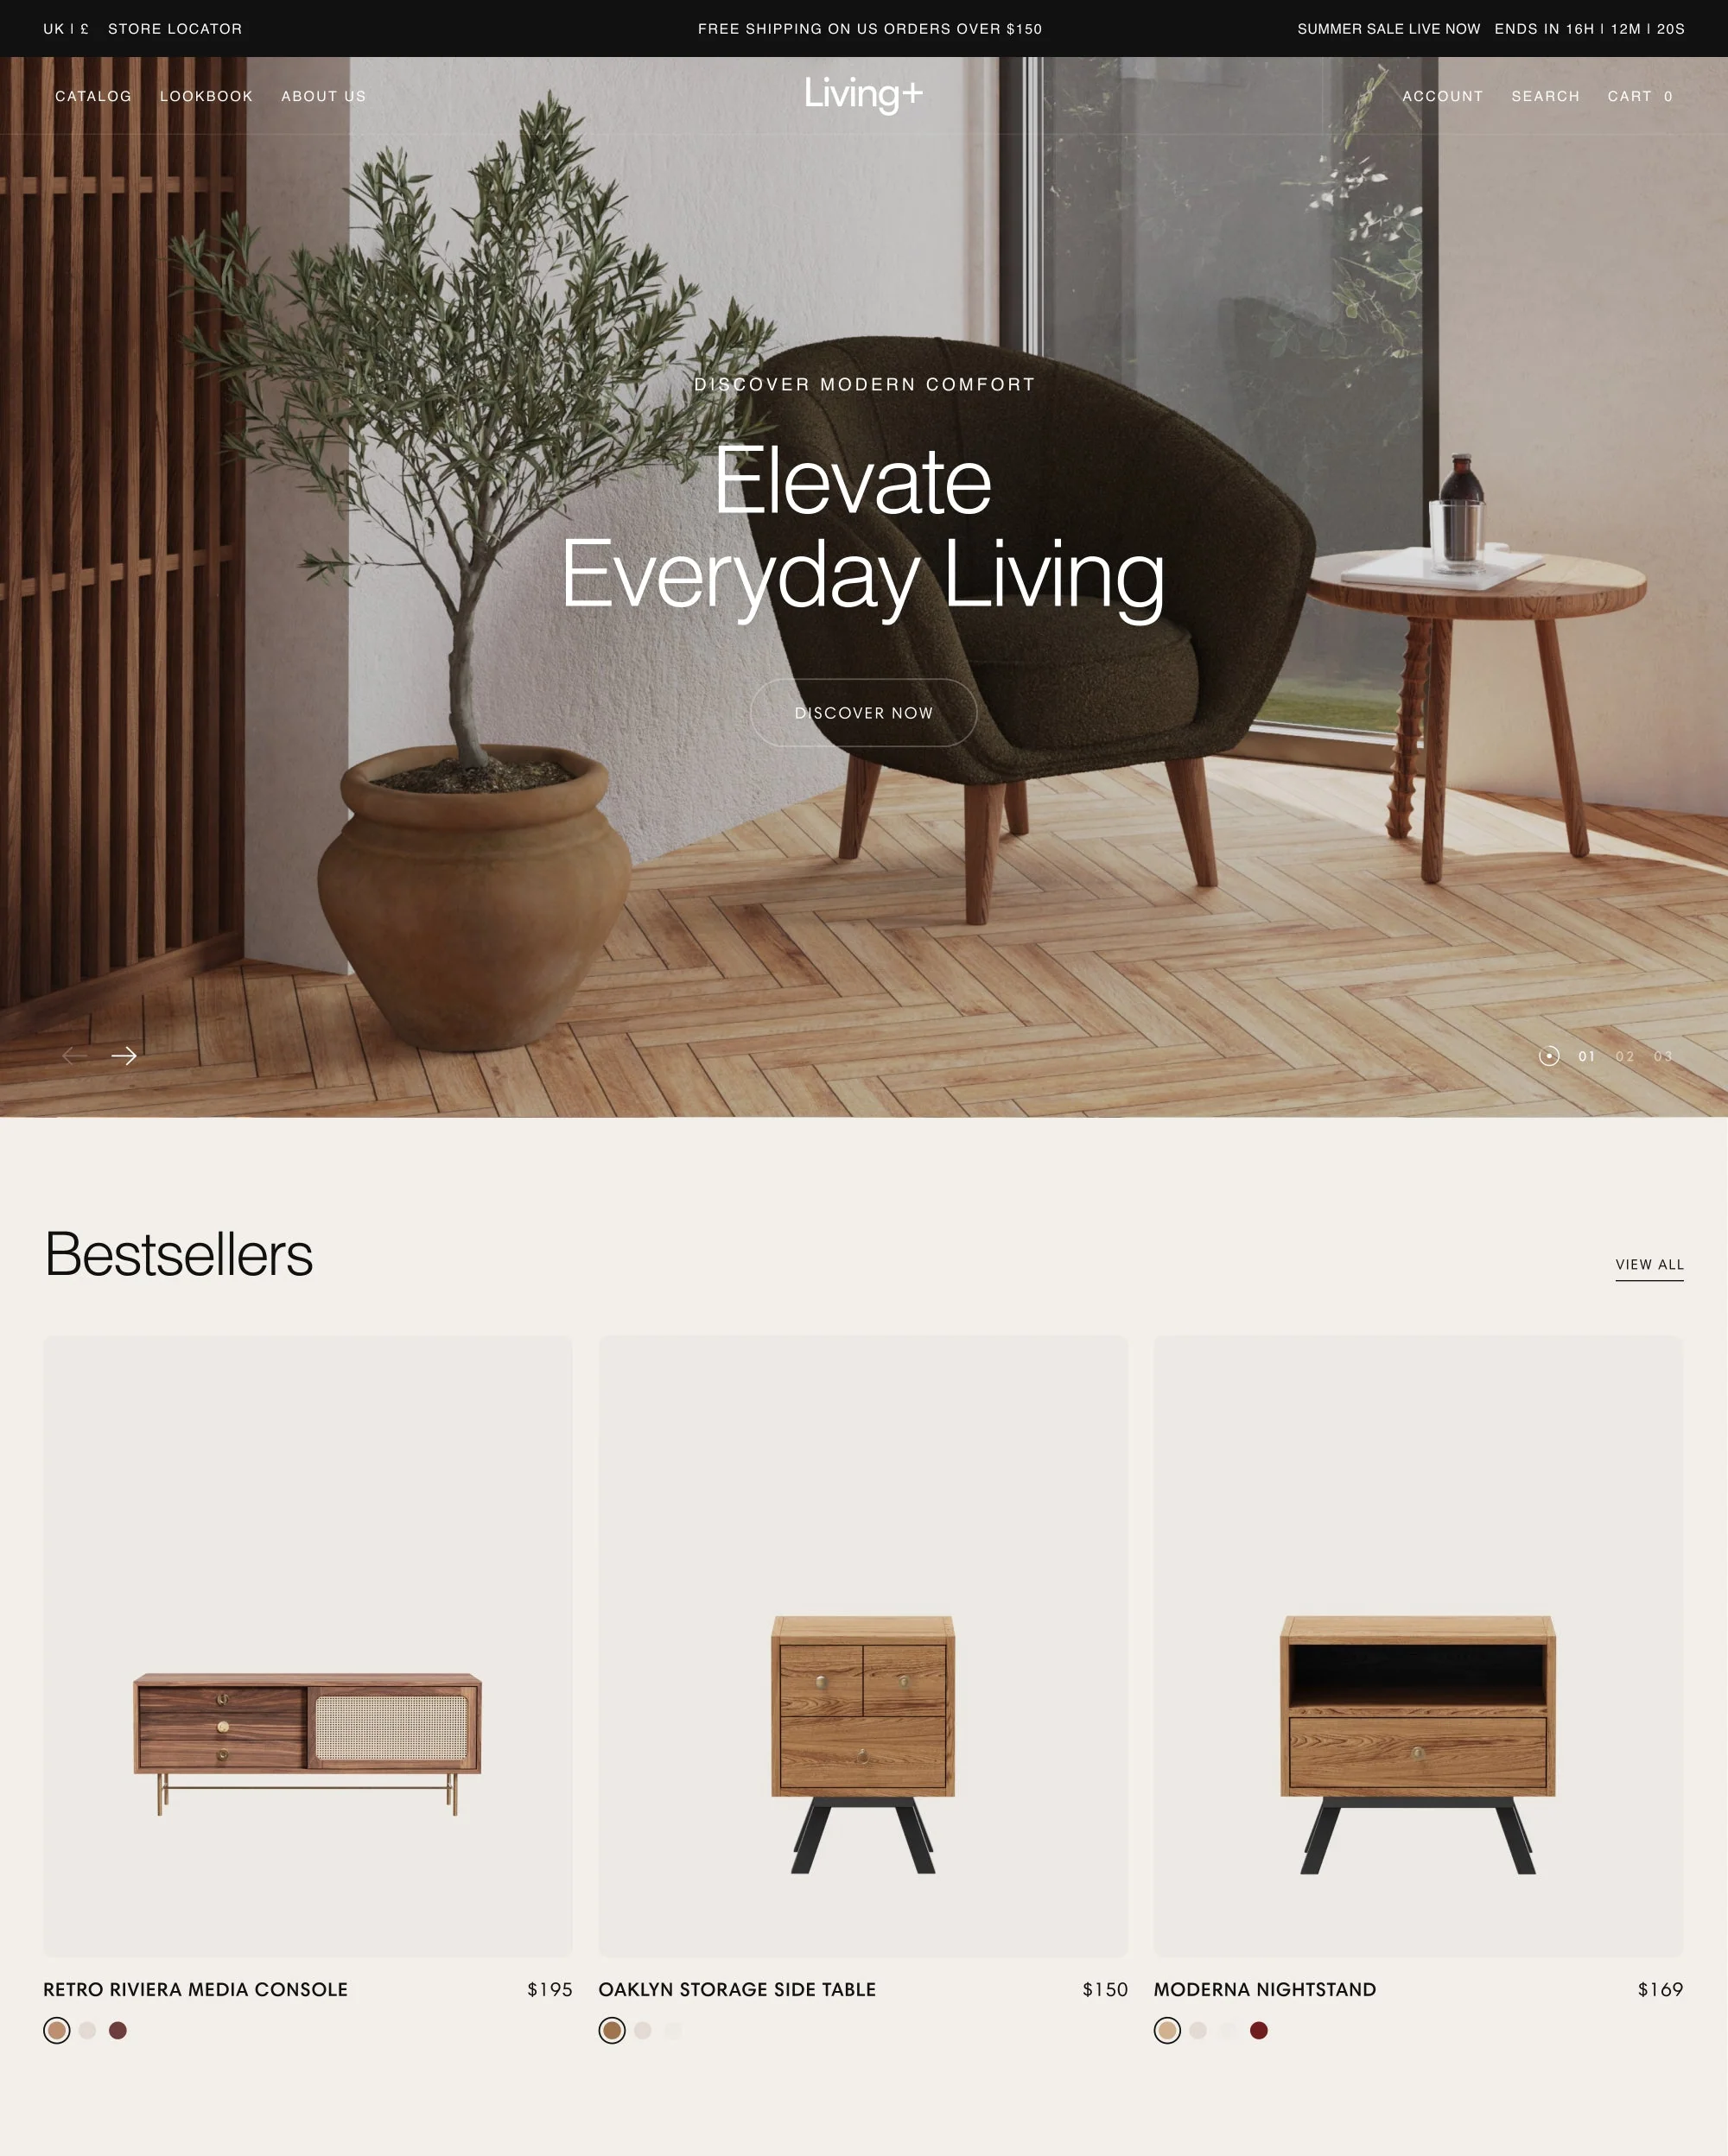 UK | £ STORE LOCATOR
FREE SHIPPING ON US ORDERS OVER $150
SUMMER SALE LIVE NOW ENDS IN 16H | 12M | 20S
CATALOG LOOKBOOK ABOUT US
Living+
ACCOUNT SEARCH CART 0
DISCOVER MODERN COMFORT
Elevate
Everyday Living
DISCOVER NOW
01 02 03
Bestsellers
VIEW ALL
RETRO RIVIERA MEDIA CONSOLE $195
OAKLYN STORAGE SIDE TABLE $150
MODERNA NIGHTSTAND $169